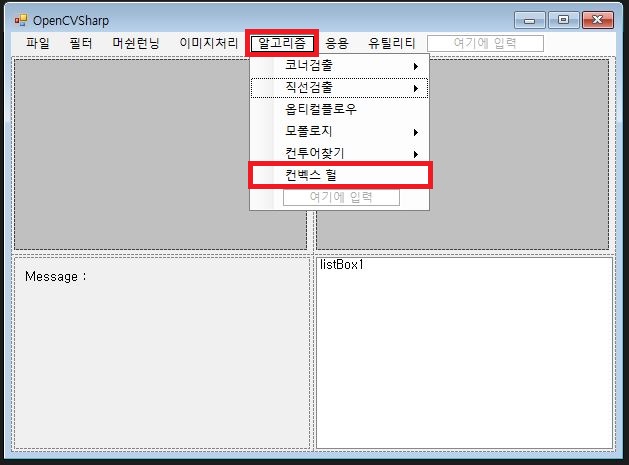 OpenCVSharp
파일 필터 머쉰런닝 이미지처리 알고리즘 응용 유틸리티 여기에 입력
코너검출
직선검출
옵티컬플로우
모폴로지
컨투어찾기
컨벡스 헐
여기에 입력
Message :
listBox1